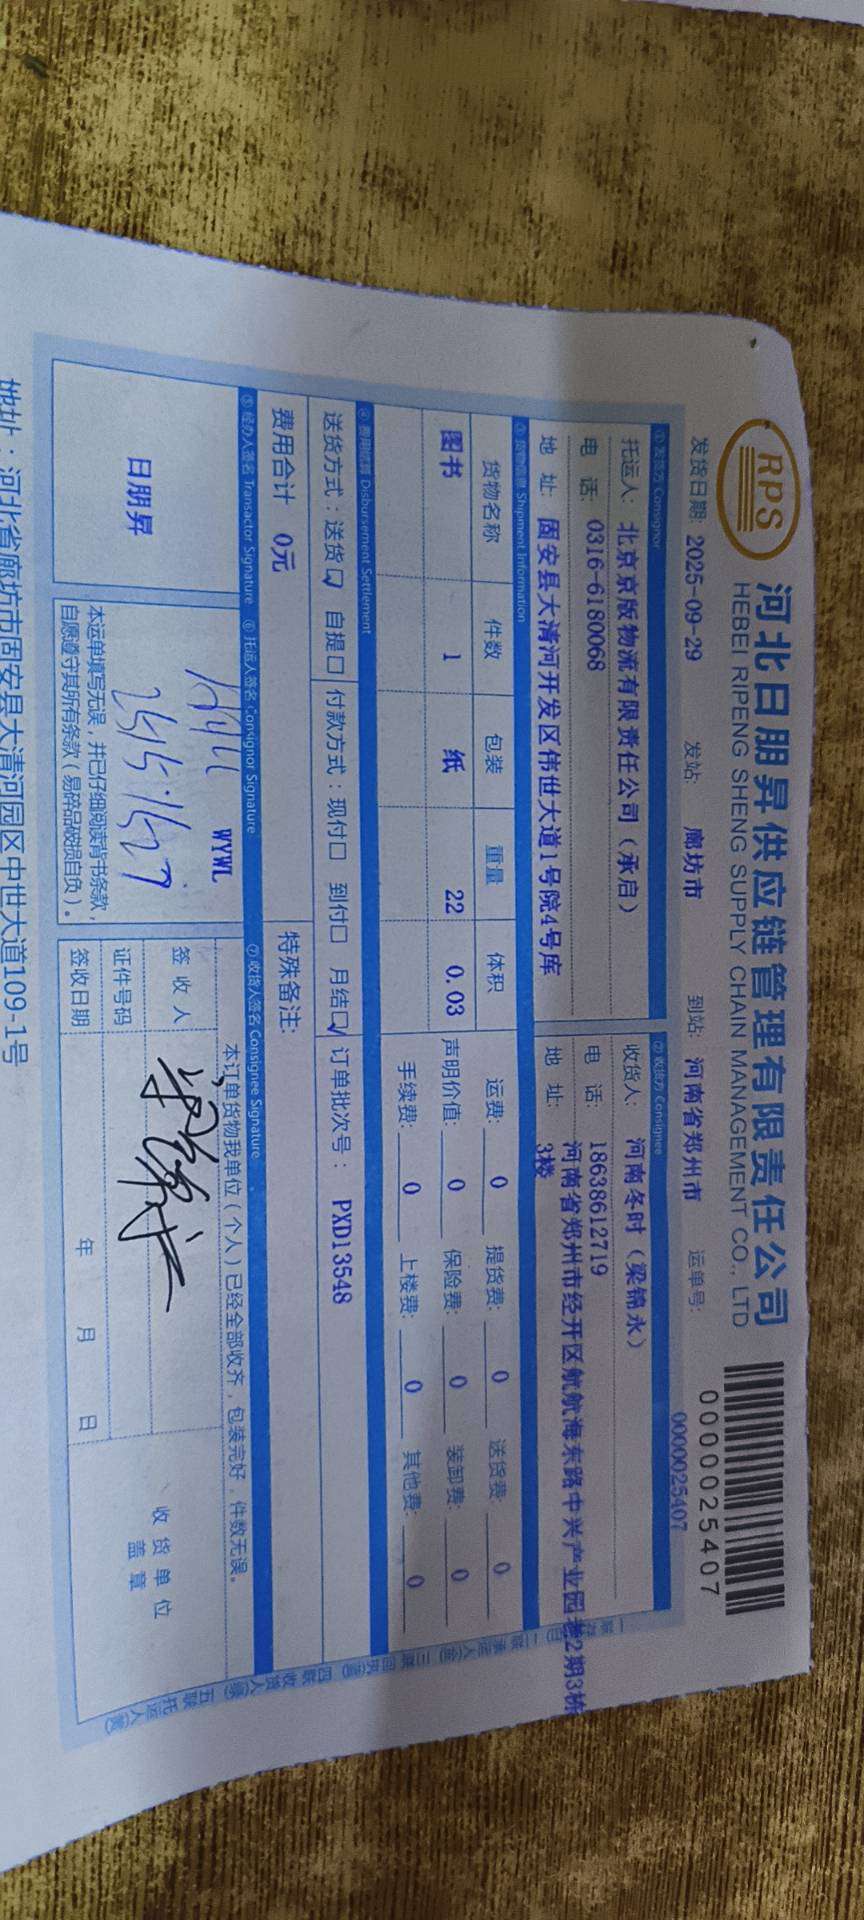 RPS
河北日朋昇供应链管理有限责任公司
HEBEI RIPENG SHENG SUPPLY CHAIN MANAGEMENT CO., LTD
0000025407
发货日期: 2025-09-29 发站: 廊坊市 到站: 河南省郑州市 运单号: 0000025407
①发货方 Consignor ②收货方 Consignee
托运人: 北京京版物流有限责任公司(承启) 收货人: 河南冬时(梁锦永)
电 话: 0316-6180068 电 话: 18638612719
地 址: 固安县大清河开发区伟世大道1号院4号库 地 址: 河南省郑州市经开区航航海东路中兴产业园老2期3栋
3楼
③货物信息 Shipment Information
货物名称 件数 包装 重量 体积 运费: 0 提货费: 0 送货费: 0
图书 1 纸 22 0.03 声明价值: 0 保险费: 0 装卸费: 0
手续费: 0 上楼费: 0 其他费: 0
④费用结算 Disbursement Settlement
送货方式: 送货☑ 自提□ 付款方式: 现付□ 到付□ 月结☑ 订单批次号: PXD13548
费用合计 0元 特殊备注:
⑤经办人签名 Transactor Signature ⑥托运人签名 Consignor Signature ⑦收货人签名 Consignee Signature
本订单货物我单位(个人)已经全部收齐,包装完好,件数无误。
日朋昇
WYWL
本运单填写无误,并已仔细阅读背书条款,
自愿遵守其所有条款(易碎品破损自负)。
签 收 人
证件号码
签收日期 年 月 日
收 货 单 位
盖 章
地址:河北省廊坊市固安县大清河园区中世大道109-1号